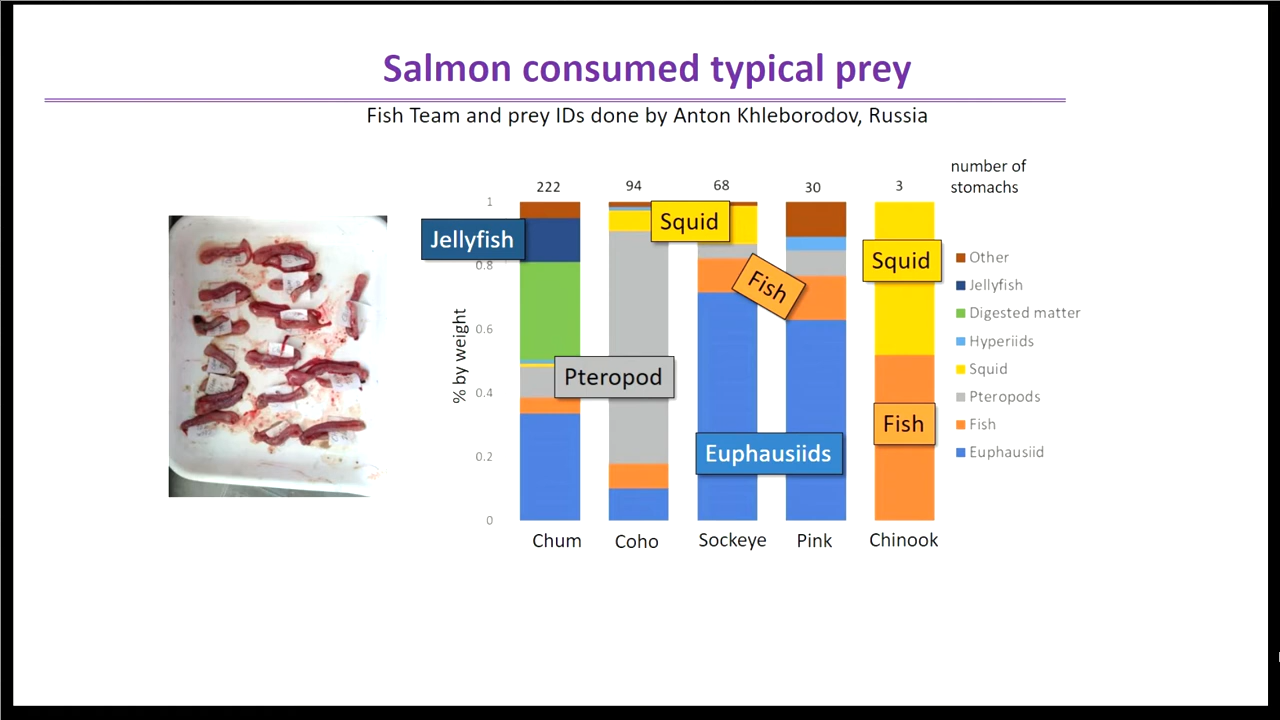 Salmon consumed typical prey
Fish Team and prey IDs done by Anton Khleborodov, Russia
number of
stomachs
222
94
68
30
3
1
0.8
0.6
0.4
0.2
0
% by weight
Jellyfish
Squid
Fish
Squid
Pteropod
Fish
Euphausiids
Other
Jellyfish
Digested matter
Hyperiids
Squid
Pteropods
Fish
Euphausiid
Chum
Coho
Sockeye
Pink
Chinook